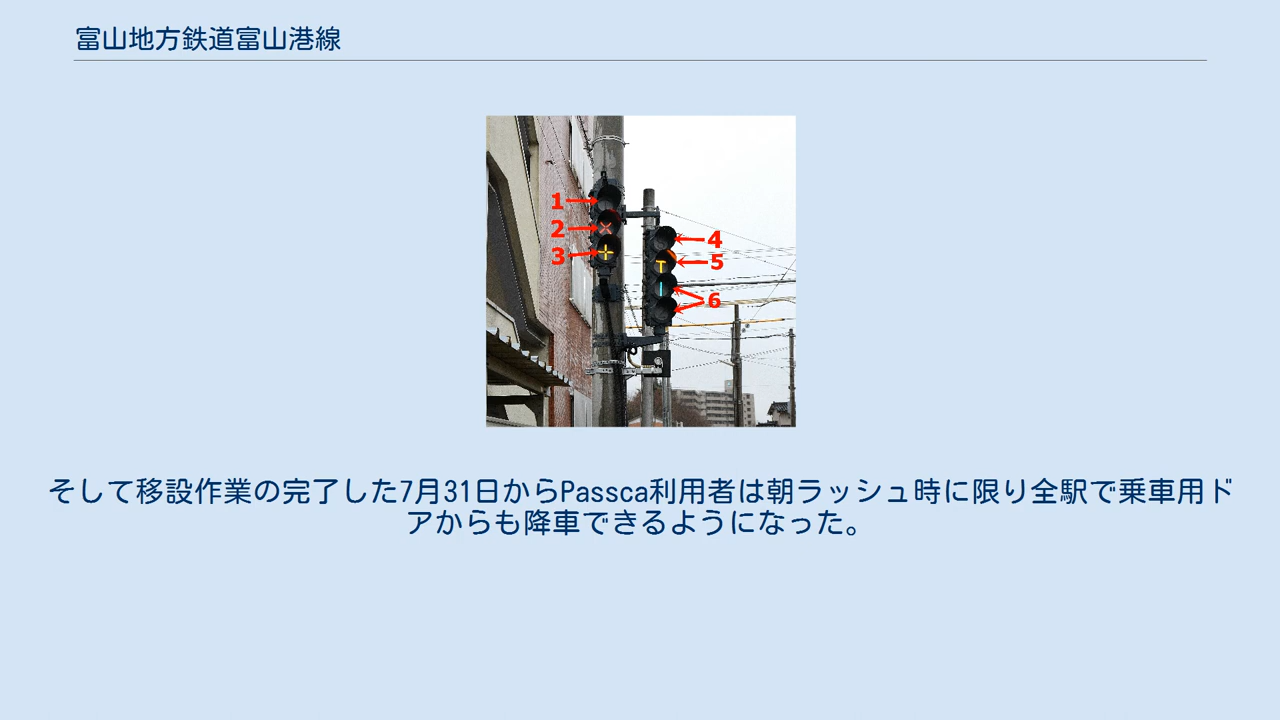 富山地方鉄道富山港線
1
2
3
4
5
6
そして移設作業の完了した7月31日からPassca利用者は朝ラッシュ時に限り全駅で乗車用ド
アからも降車できるようになった。